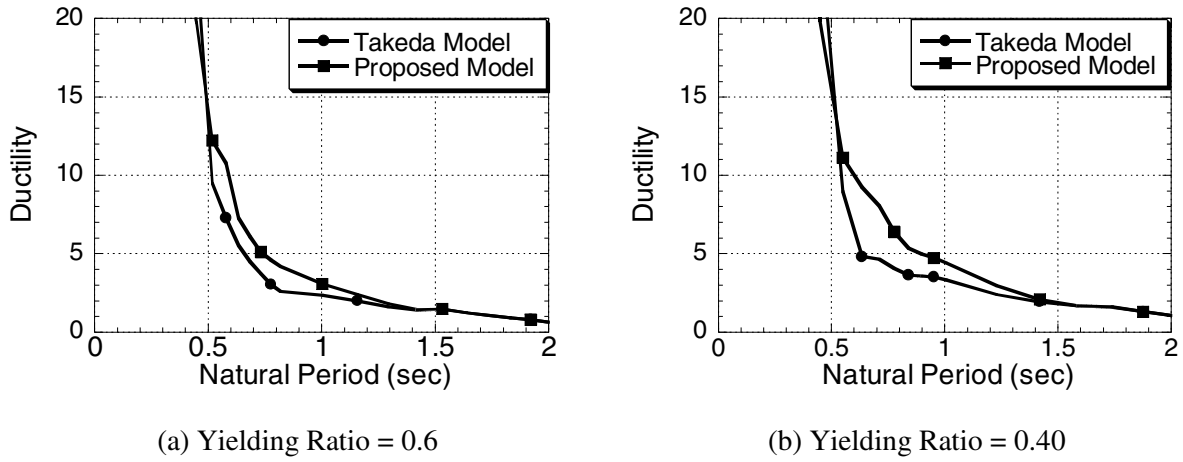 20
15
10
5
0
Ductility
Takeda Model
Proposed Model
0 0.5 1 1.5 2
Natural Period (sec)
(a) Yielding Ratio = 0.6
20
15
10
5
0
Ductility
Takeda Model
Proposed Model
0 0.5 1 1.5 2
Natural Period (sec)
(b) Yielding Ratio = 0.40